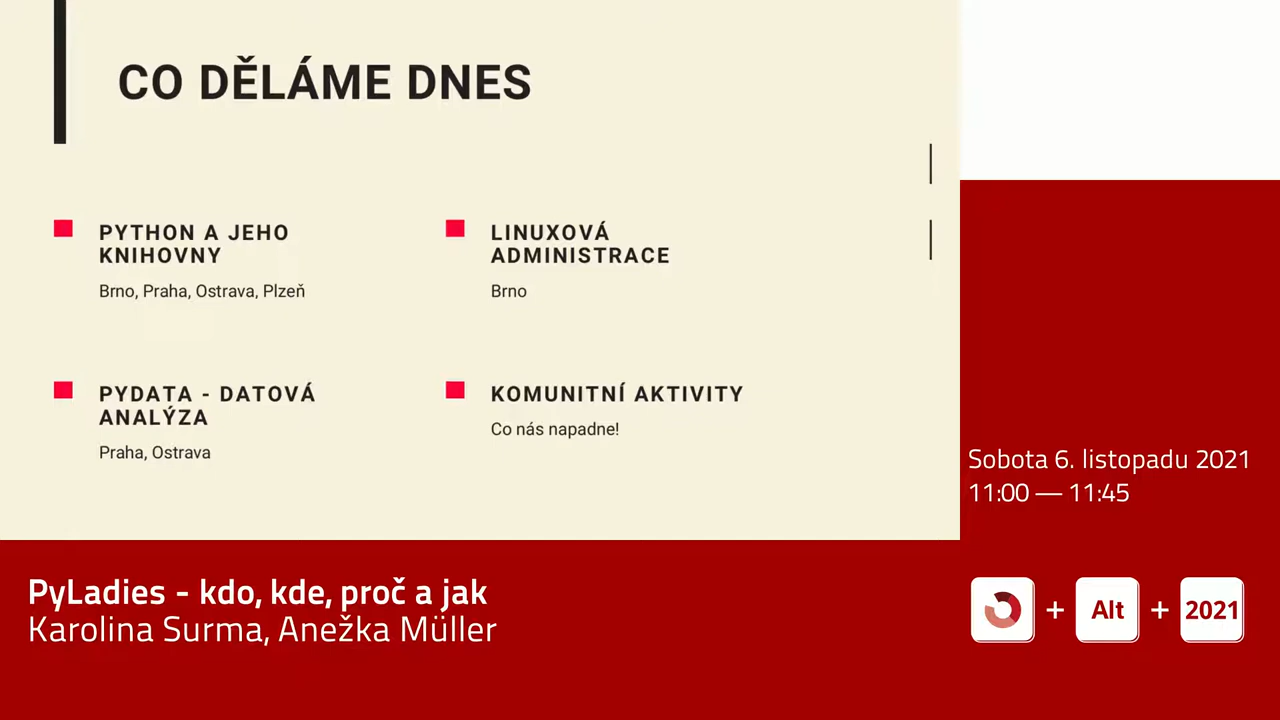 CO DĚLÁME DNES
PYTHON A JEHO
KNIHOVNY
Brno, Praha, Ostrava, Plzeň
LINUXOVÁ
ADMINISTRACE
Brno
PYDATA - DATOVÁ
ANALÝZA
Praha, Ostrava
KOMUNITNÍ AKTIVITY
Co nás napadne!
Sobota 6. listopadu 2021
11:00 — 11:45
PyLadies - kdo, kde, proč a jak
Karolina Surma, Anežka Müller
+ Alt + 2021